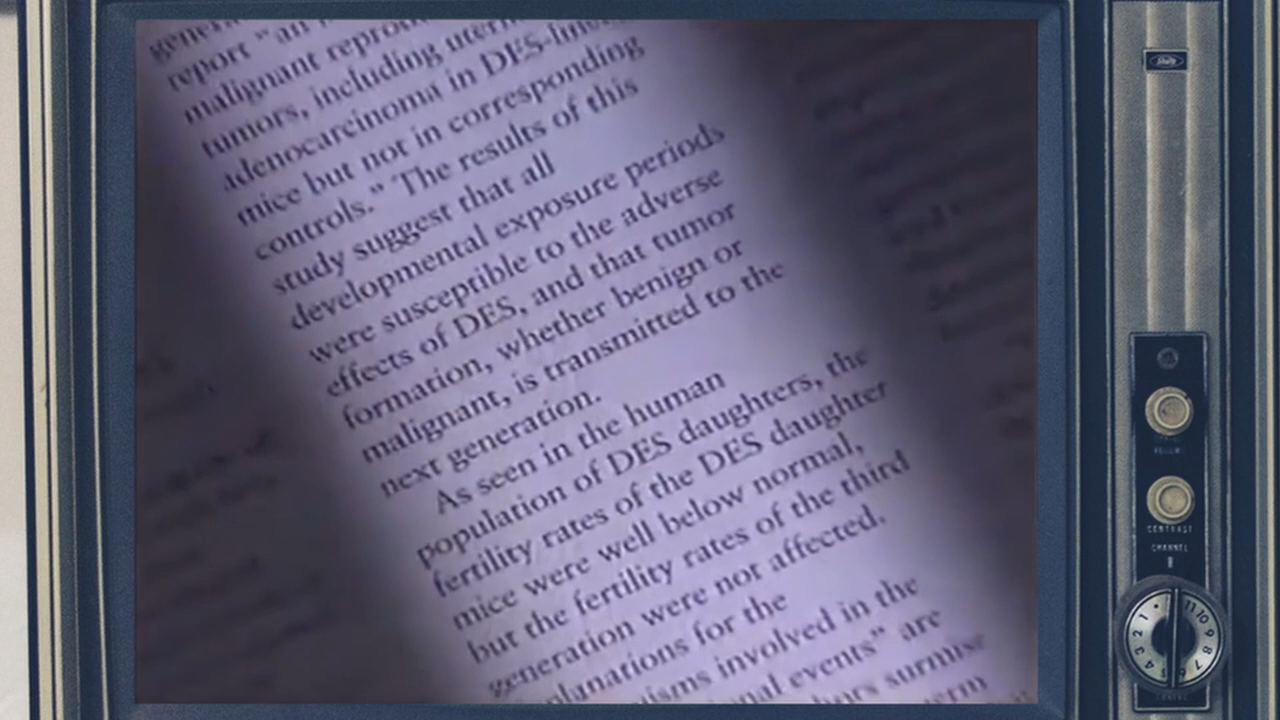 report "an
malignant
tumors, including
adenocarcinoma in DES-
mice but not in corresponding
controls." The results of this
study suggest that all
developmental exposure periods
were susceptible to the adverse
effects of DES, and that tumor
formation, whether benign or
malignant, is transmitted to the
next generation.
As seen in the human
population of DES daughters, the
fertility rates of the DES daughter
mice were well below normal,
but the fertility rates of the third
generation were not affected.
for the
involved in the
events" are
surmise
CONTRAST
CHANNEL